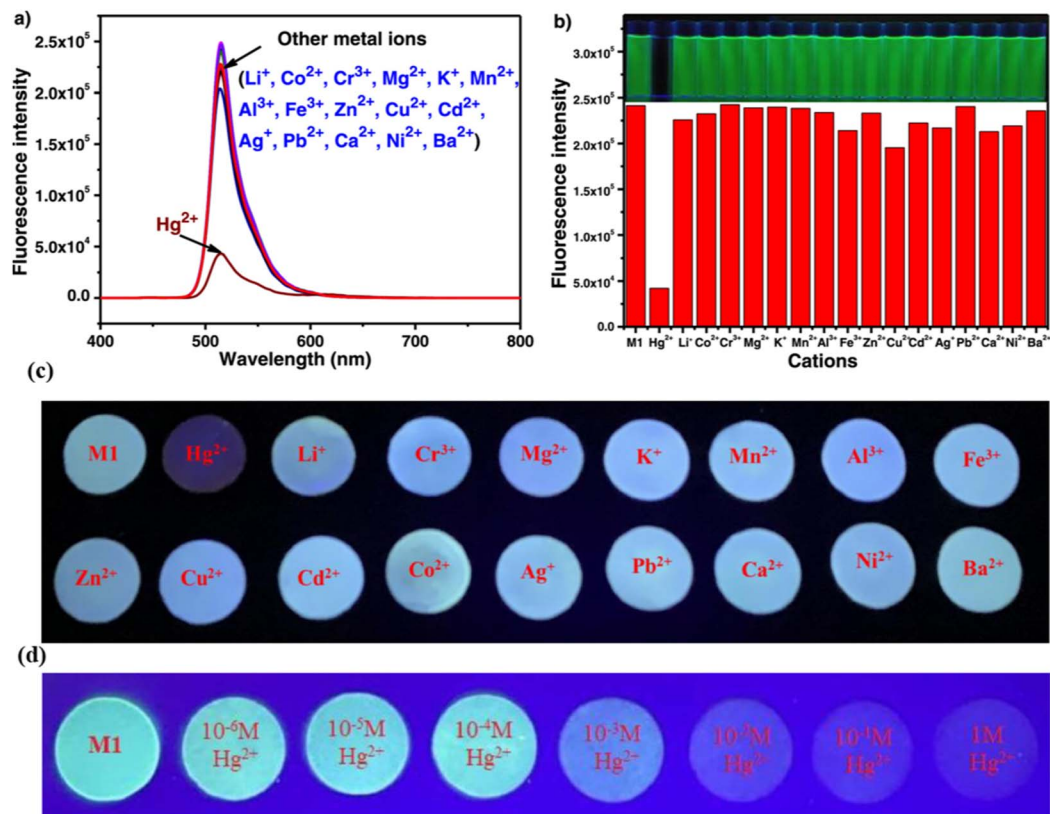 a)
Other metal ions
(Li⁺, Co²⁺, Cr³⁺, Mg²⁺, K⁺, Mn²⁺,
Al³⁺, Fe³⁺, Zn²⁺, Cu²⁺, Cd²⁺,
Ag⁺, Pb²⁺, Ca²⁺, Ni²⁺, Ba²⁺)
Hg²⁺
Fluorescence intensity
2.5x10⁵
2.0x10⁵
1.5x10⁵
1.0x10⁵
5.0x10⁴
0.0
400 500 600 700 800
Wavelength (nm)
b)
Fluorescence intensity
3.0x10⁵
2.5x10⁵
2.0x10⁵
1.5x10⁵
1.0x10⁵
5.0x10⁴
0.0
M1 Hg²⁺ Li⁺ Co²⁺ Cr³⁺ Mg²⁺ K⁺ Mn²⁺ Al³⁺ Fe³⁺ Zn²⁺ Cu²⁺ Cd²⁺ Ag⁺ Pb²⁺ Ca²⁺ Ni²⁺ Ba²⁺
Cations
(c)
M1 Hg²⁺ Li⁺ Cr³⁺ Mg²⁺ K⁺ Mn²⁺ Al³⁺ Fe³⁺
Zn²⁺ Cu²⁺ Cd²⁺ Co²⁺ Ag⁺ Pb²⁺ Ca²⁺ Ni²⁺ Ba²⁺
(d)
M1
10⁻⁶M
Hg²⁺
10⁻⁵M
Hg²⁺
10⁻⁴M
Hg²⁺
10⁻³M
Hg²⁺
10⁻²M
Hg²⁺
10⁻¹M
Hg²⁺
1M
Hg²⁺